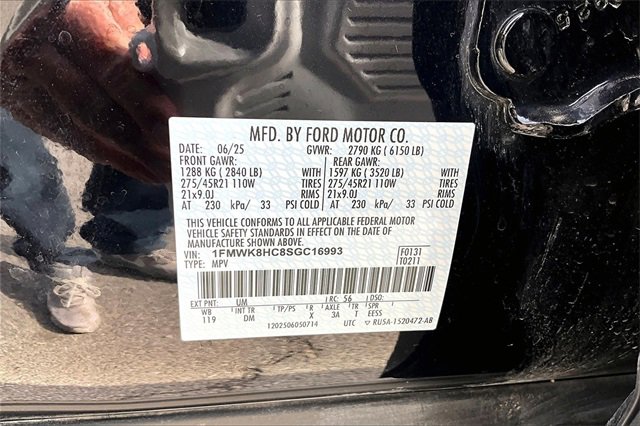 MFD. BY FORD MOTOR CO.
DATE: 06/25 GVWR: 2790 KG ( 6150 LB)
FRONT GAWR: REAR GAWR:
1288 KG ( 2840 LB) WITH 1597 KG ( 3520 LB) WITH
275/45R21 110W TIRES 275/45R21 110W TIRES
21x9.0J RIMS 21x9.0J RIMS
AT 230 kPa/ 33 PSI COLD AT 230 kPa/ 33 PSI COLD
THIS VEHICLE CONFORMS TO ALL APPLICABLE FEDERAL MOTOR
VEHICLE SAFETY STANDARDS IN EFFECT ON THE DATE OF
MANUFACTURE SHOWN ABOVE.
VIN: 1FMWK8HC8SGC16993 F0131
TYPE: MPV T0211
EXT PNT: UM RC: 56 DSO:
WB INT TR TP/PS R AXLE TR SPR
119 DM X 3A T EESS
1202506050714 UTC RU5A-1520472-AB